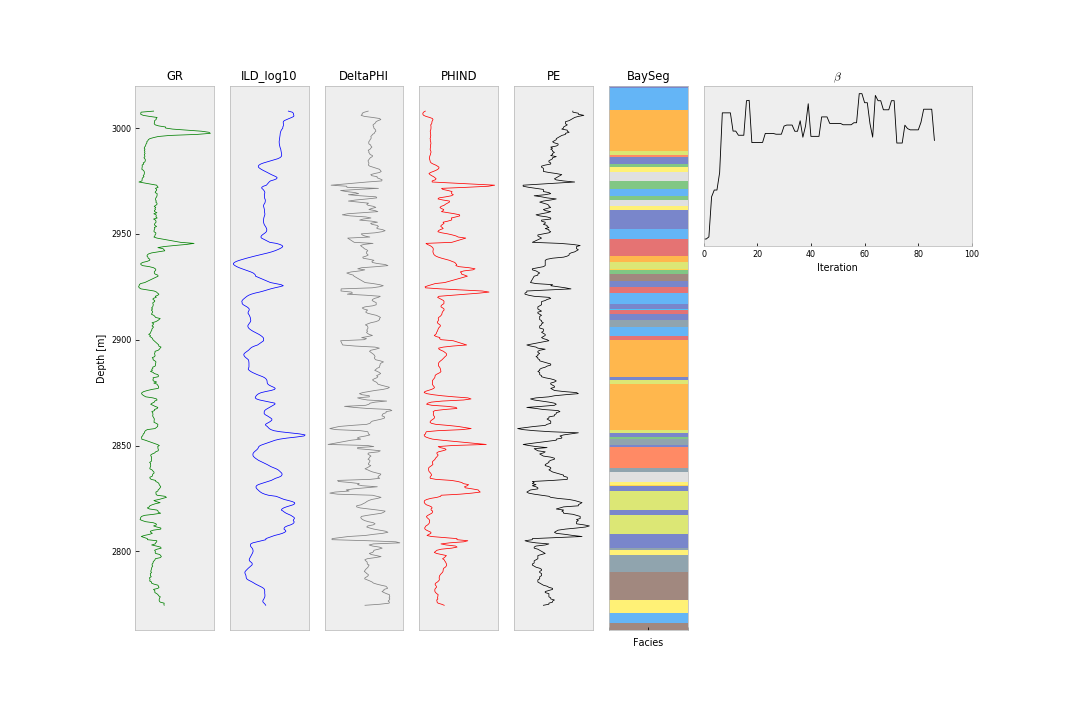 GR ILD_log10 DeltaPHI PHIND PE BaySeg β
3000
2950
2900
2850
2800
Depth [m]
0 20 40 60 80 100
Iteration
Facies